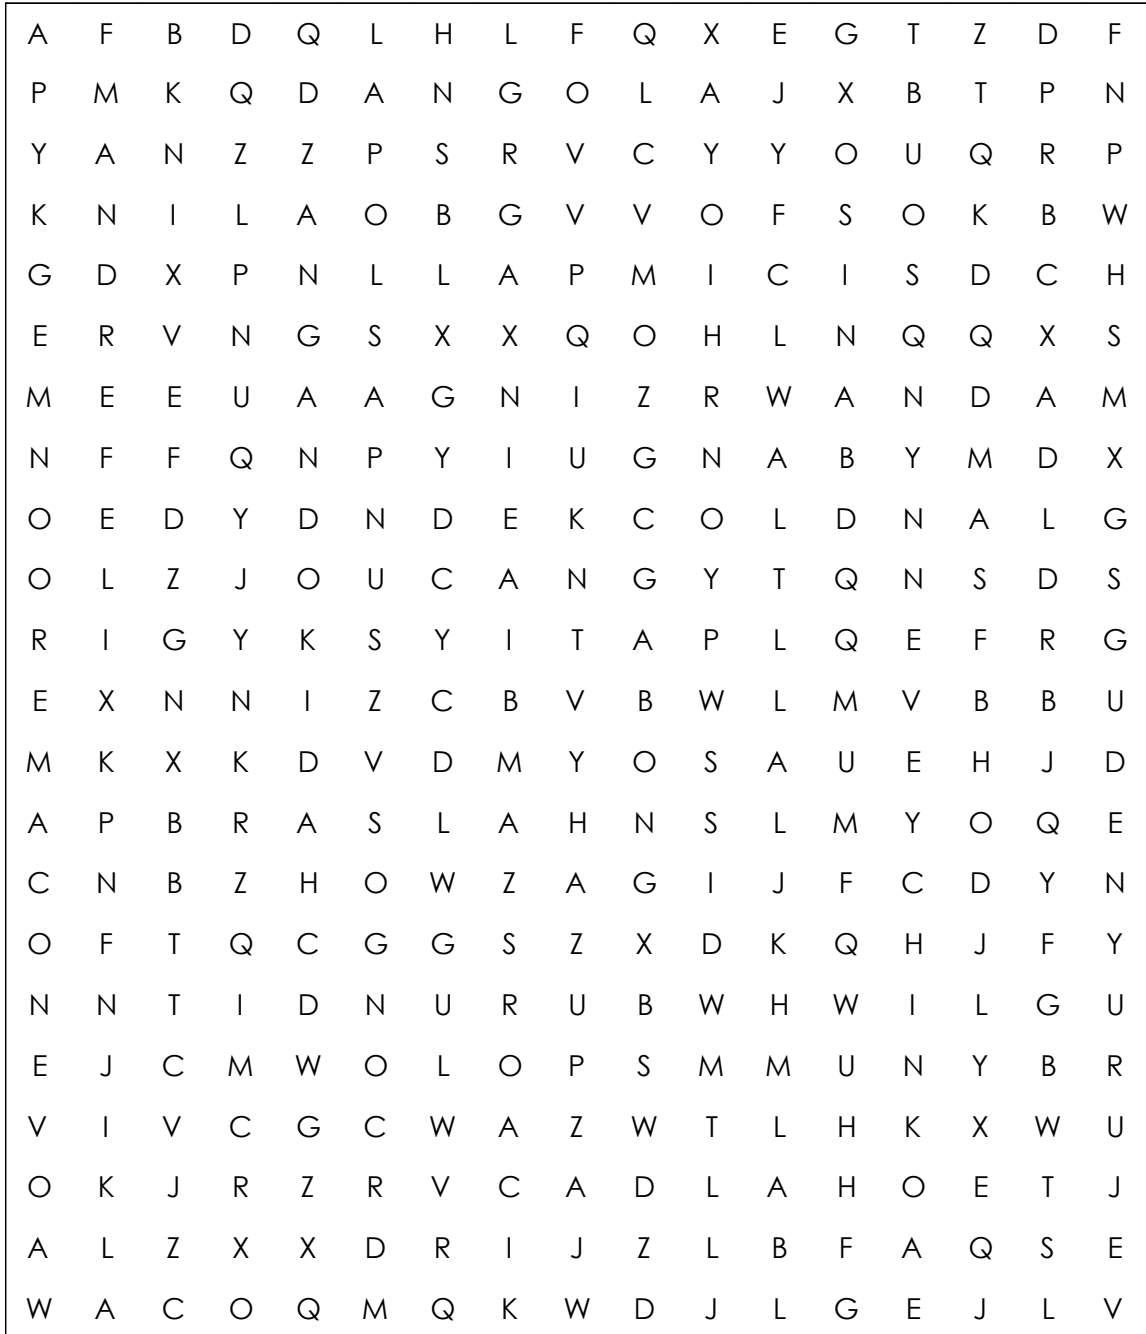 A F B D Q L H L F Q X E G T Z D F
P M K Q D A N G O L A J X B T P N
Y A N Z Z P S R V C Y Y O U Q R P
K N I L A O B G V V O F S O K B W
G D X P N L L A P M I C I S D C H
E R V N G S X X Q O H L N Q Q X S
M E E U A A G N I Z R W A N D A M
N F F Q N P Y I U G N A B Y M D X
O E D Y D N D E K C O L D N A L G
O L Z J O U C A N G Y T Q N S D S
R I G Y K S Y I T A P L Q E F R G
E X N N I Z C B V B W L M V B B U
M K X K D V D M Y O S A U E H J D
A P B R A S L A H N S L M Y O Q E
C N B Z H O W Z A G I J F C D Y N
O F T Q C G G S Z X D K Q H J F Y
N N T I D N U R U B W H W I L G U
E J C M W O L O P S M M U N Y B R
V I V C G C W A Z W T L H K X W U
O K J R Z R V C A D L A H O E T J
A L Z X X D R I J Z L B F A Q S E
W A C O Q M Q K W D J L G E J L V